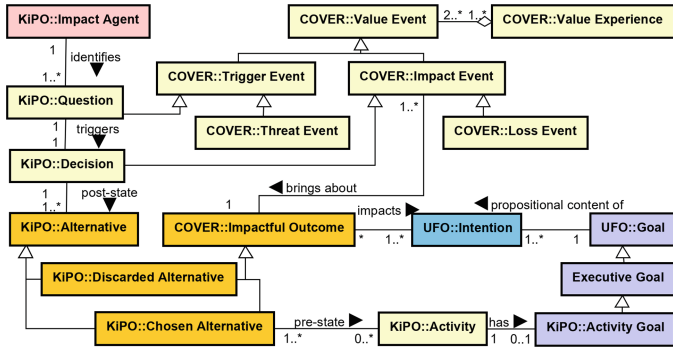 KiPO::Impact Agent
COVER::Value Event
2..*
1..*
COVER::Value Experience
1
identifies
1..*
COVER::Trigger Event
COVER::Impact Event
KiPO::Question
1..*
1
triggers
1
COVER::Threat Event
COVER::Loss Event
KiPO::Decision
1
post-state
1..*
brings about
1
impacts
propositional content of
KiPO::Alternative
COVER::Impactful Outcome
UFO::Intention
UFO::Goal
*
1..*
1..*
1
KiPO::Discarded Alternative
Executive Goal
KiPO::Chosen Alternative
pre-state
KiPO::Activity
has
KiPO::Activity Goal
1..*
0..*
1
0..1